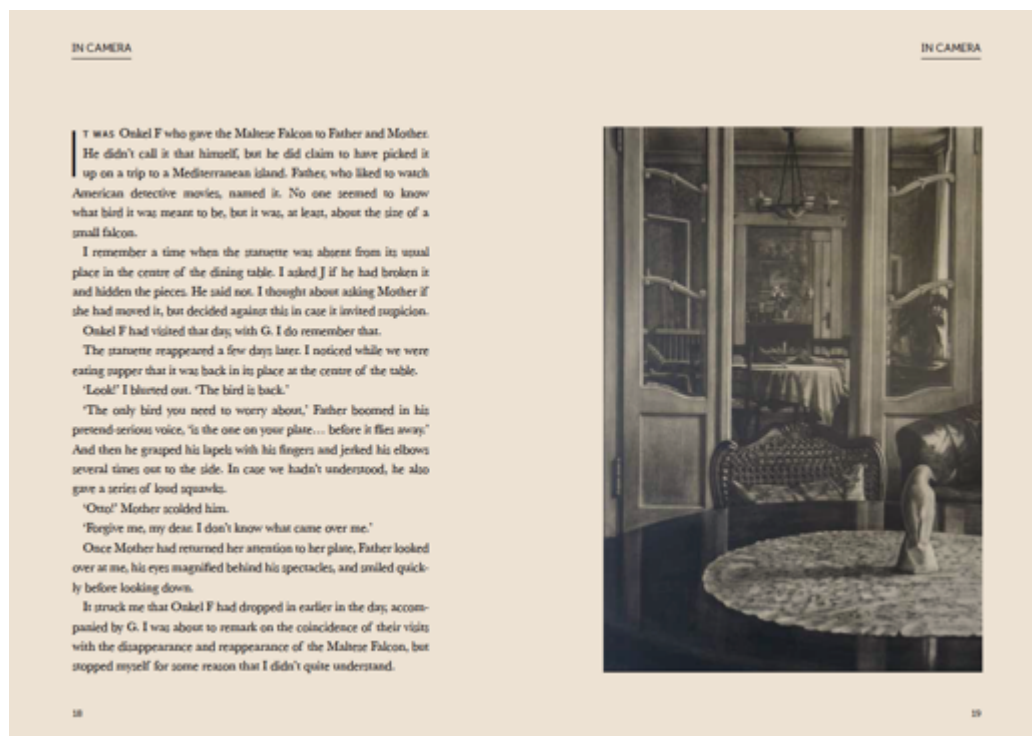 IN CAMERA
IN CAMERA
IT WAS Onkel F who gave the Maltese Falcon to Father and Mother.
He didn't call it that himself, but he did claim to have picked it
up on a trip to a Mediterranean island. Father, who liked to watch
American detective movies, named it. No one seemed to know
what bird it was meant to be, but it was, at least, about the size of a
small falcon.
I remember a time when the statuette was absent from its usual
place in the centre of the dining table. I asked J if he had broken it
and hidden the pieces. He said not. I thought about asking Mother if
she had moved it, but decided against this in case it invited suspicion.
Onkel F had visited that day, with G. I do remember that.
The statuette reappeared a few days later. I noticed while we were
eating supper that it was back in its place at the centre of the table.
'Look!' I blurted out. 'The bird is back.'
'The only bird you need to worry about,' Father boomed in his
pretend-serious voice, 'is the one on your plate… before it flies away.'
And then he grasped his lapels with his fingers and jerked his elbows
several times out to the side. In case we hadn't understood, he also
gave a series of loud squawks.
'Otto!' Mother scolded him.
'Forgive me, my dear. I don't know what came over me.'
Once Mother had returned her attention to her plate, Father looked
over at me, his eyes magnified behind his spectacles, and smiled quick-
ly before looking down.
It struck me that Onkel F had dropped in earlier in the day, accom-
panied by G. I was about to remark on the coincidence of their visits
with the disappearance and reappearance of the Maltese Falcon, but
stopped myself for some reason that I didn't quite understand.
18
19